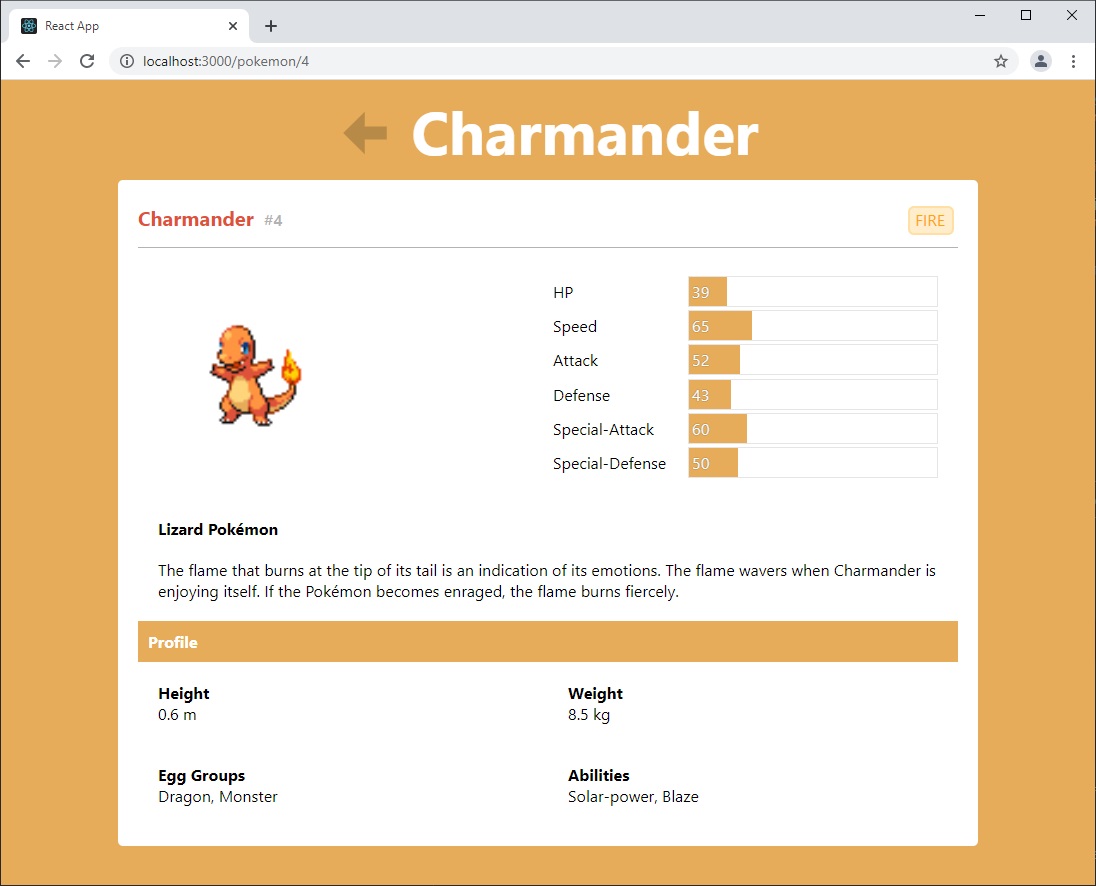 React App
localhost:3000/pokemon/4
Charmander
Charmander #4 FIRE
HP 39
Speed 65
Attack 52
Defense 43
Special-Attack 60
Special-Defense 50
Lizard Pokémon
The flame that burns at the tip of its tail is an indication of its emotions. The flame wavers when Charmander is
enjoying itself. If the Pokémon becomes enraged, the flame burns fiercely.
Profile
Height
0.6 m
Weight
8.5 kg
Egg Groups
Dragon, Monster
Abilities
Solar-power, Blaze